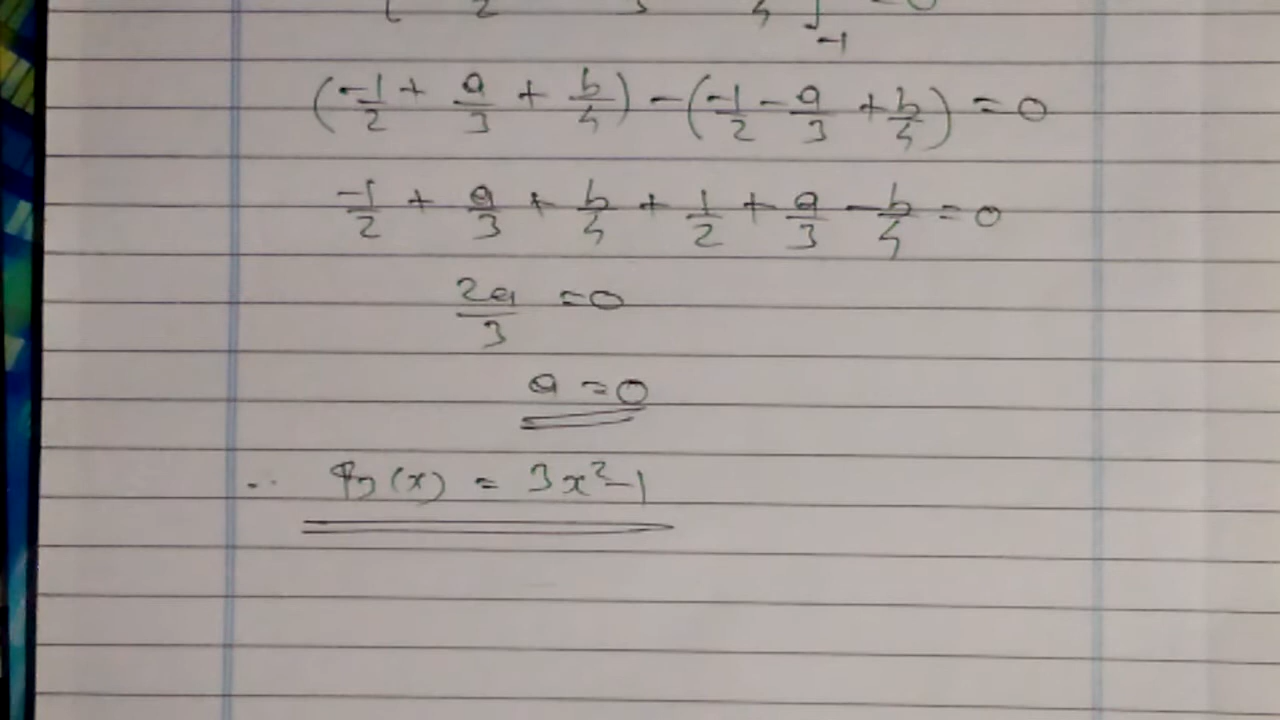 -1
(-1/2 + a/3 + b/4) - (-1/2 - a/3 + b/4) = 0
-1/2 + a/3 + b/4 + 1/2 + a/3 - b/4 = 0
2a/3 = 0
a = 0
∴ (x) = 3x²-1